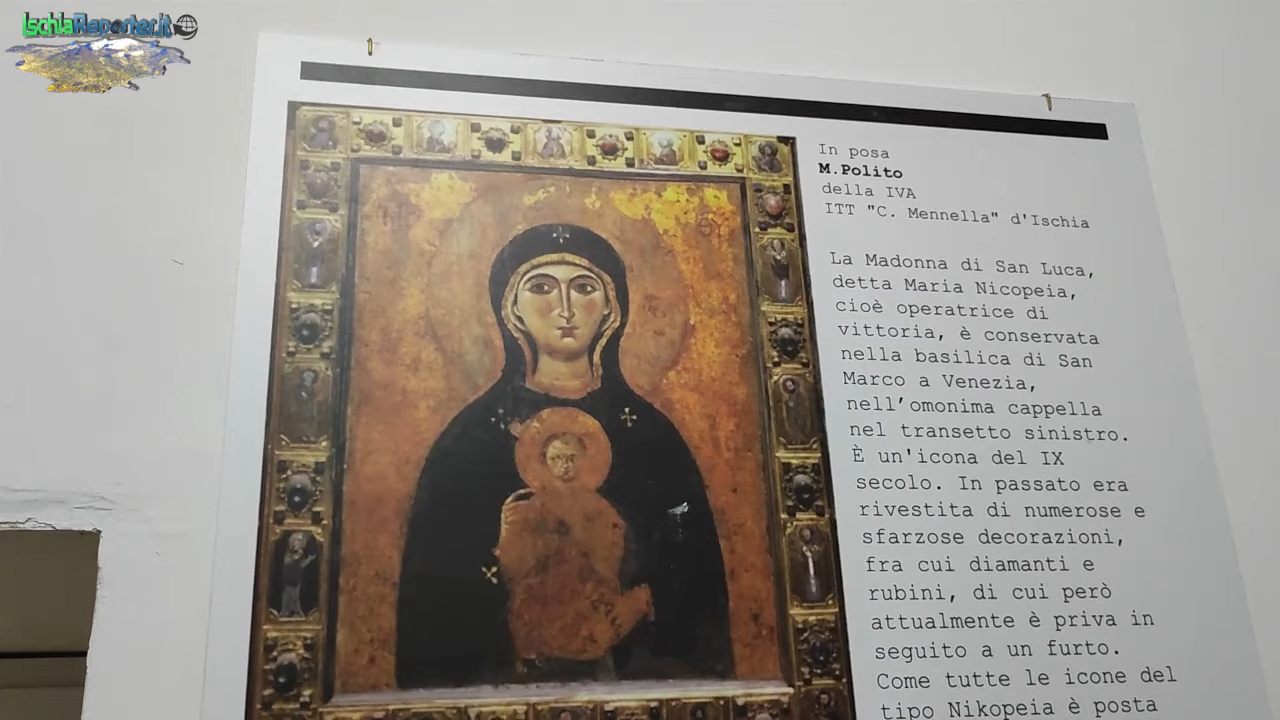 IschiaReporter.it
In posa
M.Polito
della IVA
ITT "C. Mennella" d'Ischia
La Madonna di San Luca,
detta Maria Nicopeia,
cioè operatrice di
vittoria, è conservata
nella basilica di San
Marco a Venezia,
nell'omonima cappella
nel transetto sinistro.
È un'icona del IX
secolo. In passato era
rivestita di numerose e
sfarzose decorazioni,
fra cui diamanti e
rubini, di cui però
attualmente è priva in
seguito a un furto.
Come tutte le icone del
tipo Nikopeia è posta